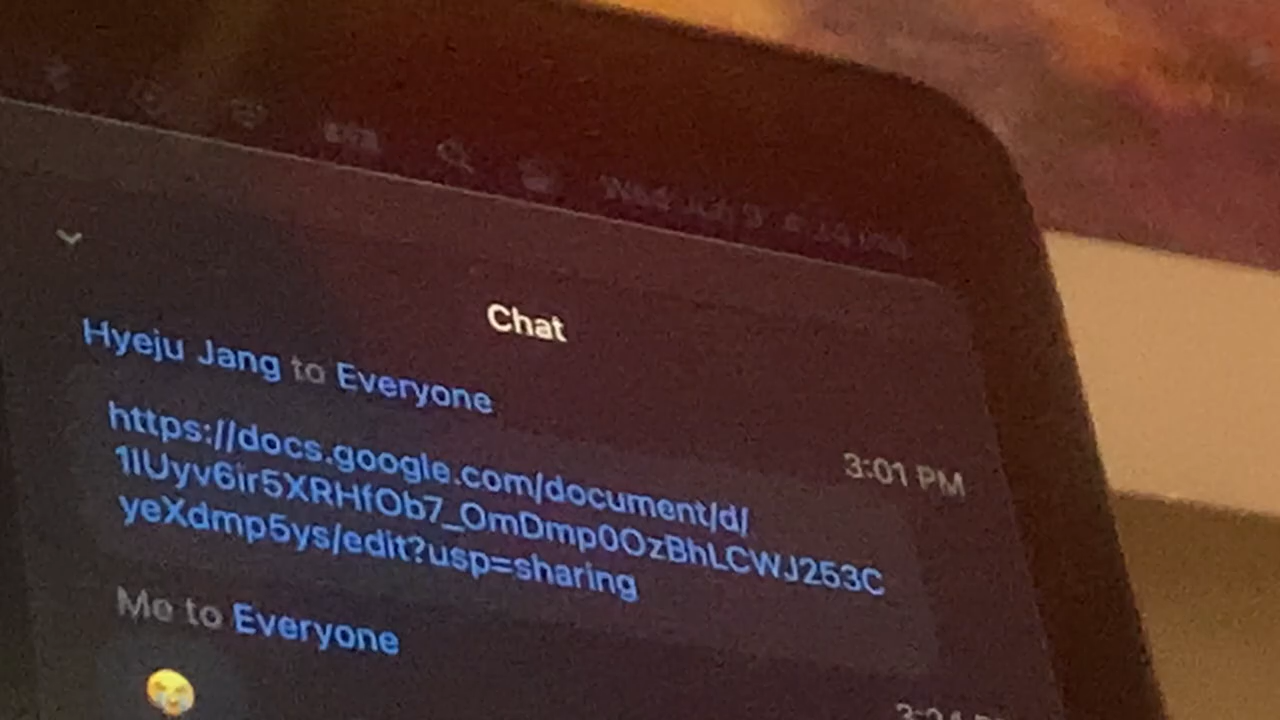 Chat
Hyeju Jang to Everyone
3:01 PM
https://docs.google.com/document/d/
1IUyv6ir5XRHfOb7_OmDmp0OzBhLCWJ253C
yeXdmp5ys/edit?usp=sharing
Me to Everyone